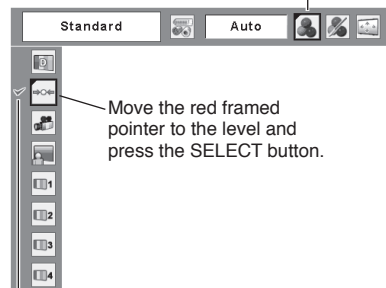 Standard
Auto
Move the red framed
pointer to the level and
press the SELECT button.
1
2
3
4